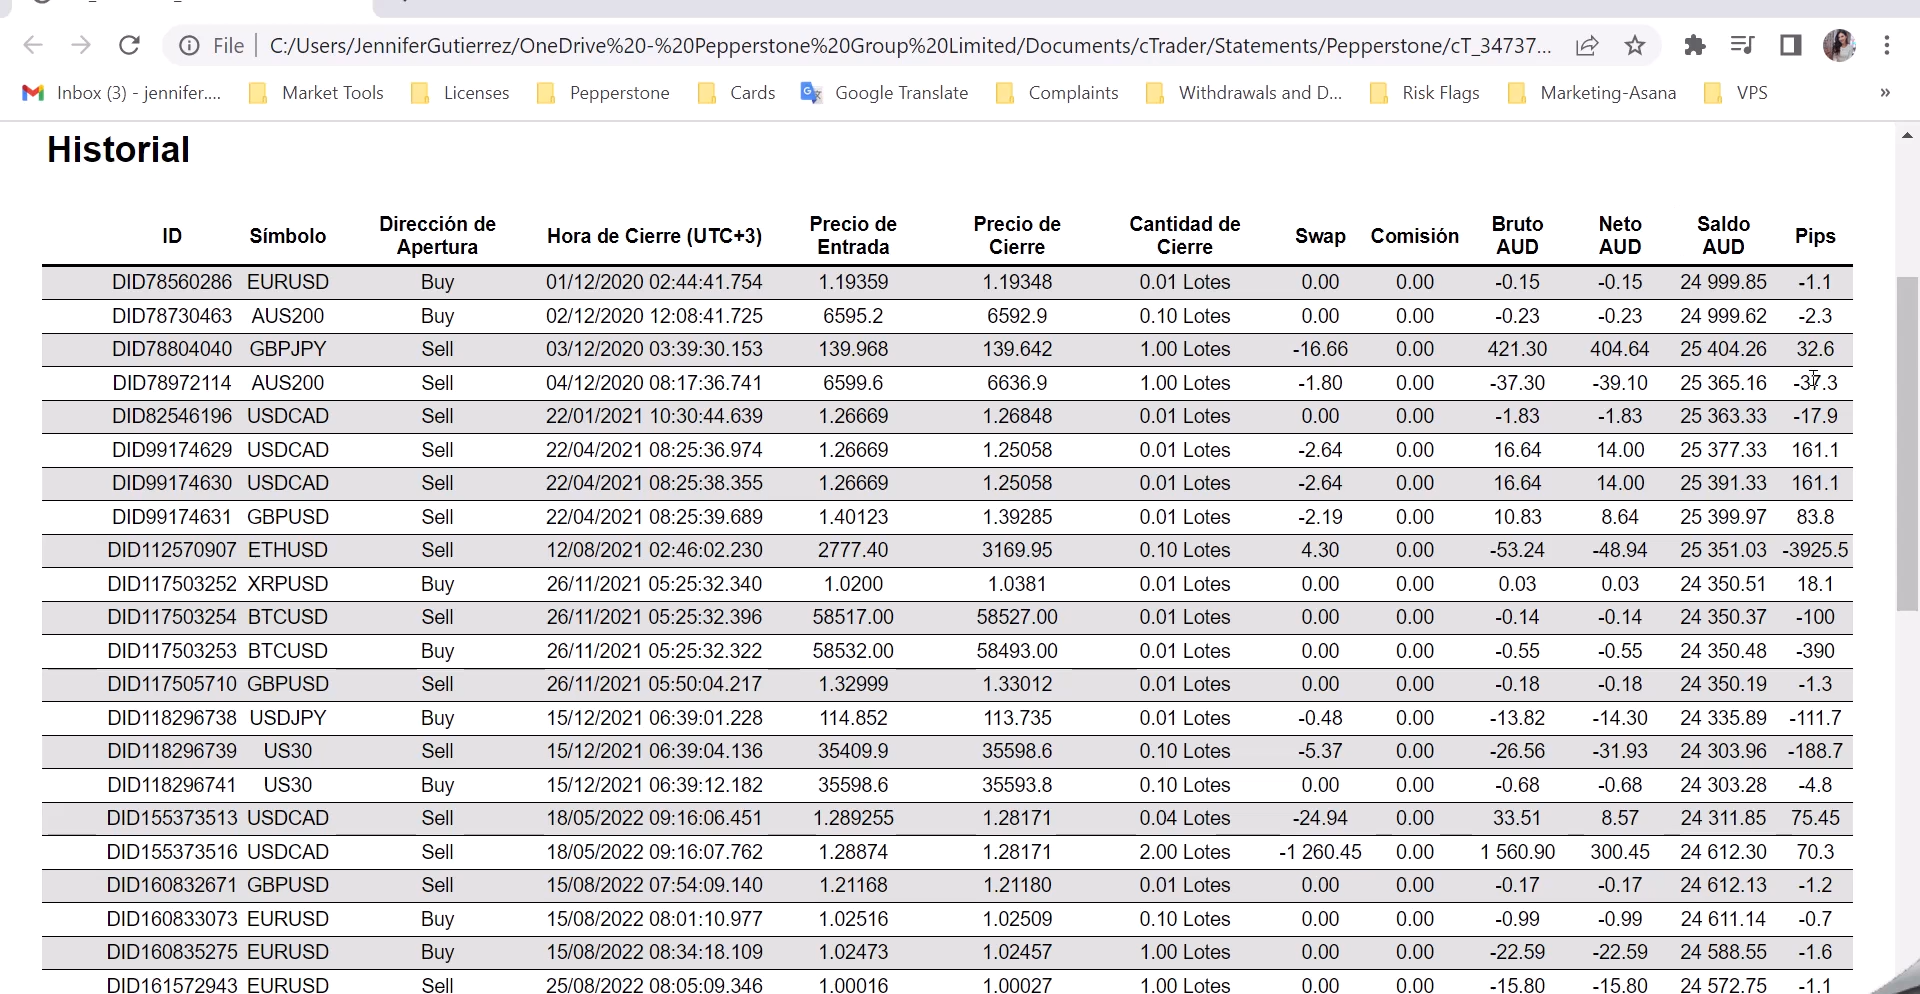 File C:/Users/JenniferGutierrez/OneDrive%20-%20Pepperstone%20Group%20Limited/Documents/cTrader/Statements/Pepperstone/cT_34737...
Inbox (3) - jennifer.... Market Tools Licenses Pepperstone Cards Google Translate Complaints Withdrawals and D... Risk Flags Marketing-Asana VPS »
Historial
ID Símbolo Dirección de Apertura Hora de Cierre (UTC+3) Precio de Entrada Precio de Cierre Cantidad de Cierre Swap Comisión Bruto AUD Neto AUD Saldo AUD Pips
DID78560286 EURUSD Buy 01/12/2020 02:44:41.754 1.19359 1.19348 0.01 Lotes 0.00 0.00 -0.15 -0.15 24 999.85 -1.1
DID78730463 AUS200 Buy 02/12/2020 12:08:41.725 6595.2 6592.9 0.10 Lotes 0.00 0.00 -0.23 -0.23 24 999.62 -2.3
DID78804040 GBPJPY Sell 03/12/2020 03:39:30.153 139.968 139.642 1.00 Lotes -16.66 0.00 421.30 404.64 25 404.26 32.6
DID78972114 AUS200 Sell 04/12/2020 08:17:36.741 6599.6 6636.9 1.00 Lotes -1.80 0.00 -37.30 -39.10 25 365.16 -37.3
DID82546196 USDCAD Sell 22/01/2021 10:30:44.639 1.26669 1.26848 0.01 Lotes 0.00 0.00 -1.83 -1.83 25 363.33 -17.9
DID99174629 USDCAD Sell 22/04/2021 08:25:36.974 1.26669 1.25058 0.01 Lotes -2.64 0.00 16.64 14.00 25 377.33 161.1
DID99174630 USDCAD Sell 22/04/2021 08:25:38.355 1.26669 1.25058 0.01 Lotes -2.64 0.00 16.64 14.00 25 391.33 161.1
DID99174631 GBPUSD Sell 22/04/2021 08:25:39.689 1.40123 1.39285 0.01 Lotes -2.19 0.00 10.83 8.64 25 399.97 83.8
DID112570907 ETHUSD Sell 12/08/2021 02:46:02.230 2777.40 3169.95 0.10 Lotes 4.30 0.00 -53.24 -48.94 25 351.03 -3925.5
DID117503252 XRPUSD Buy 26/11/2021 05:25:32.340 1.0200 1.0381 0.01 Lotes 0.00 0.00 0.03 0.03 24 350.51 18.1
DID117503254 BTCUSD Sell 26/11/2021 05:25:32.396 58517.00 58527.00 0.01 Lotes 0.00 0.00 -0.14 -0.14 24 350.37 -100
DID117503253 BTCUSD Buy 26/11/2021 05:25:32.322 58532.00 58493.00 0.01 Lotes 0.00 0.00 -0.55 -0.55 24 350.48 -390
DID117505710 GBPUSD Sell 26/11/2021 05:50:04.217 1.32999 1.33012 0.01 Lotes 0.00 0.00 -0.18 -0.18 24 350.19 -1.3
DID118296738 USDJPY Buy 15/12/2021 06:39:01.228 114.852 113.735 0.01 Lotes -0.48 0.00 -13.82 -14.30 24 335.89 -111.7
DID118296739 US30 Sell 15/12/2021 06:39:04.136 35409.9 35598.6 0.10 Lotes -5.37 0.00 -26.56 -31.93 24 303.96 -188.7
DID118296741 US30 Buy 15/12/2021 06:39:12.182 35598.6 35593.8 0.10 Lotes 0.00 0.00 -0.68 -0.68 24 303.28 -4.8
DID155373513 USDCAD Sell 18/05/2022 09:16:06.451 1.289255 1.28171 0.04 Lotes -24.94 0.00 33.51 8.57 24 311.85 75.45
DID155373516 USDCAD Sell 18/05/2022 09:16:07.762 1.28874 1.28171 2.00 Lotes -1 260.45 0.00 1 560.90 300.45 24 612.30 70.3
DID160832671 GBPUSD Sell 15/08/2022 07:54:09.140 1.21168 1.21180 0.01 Lotes 0.00 0.00 -0.17 -0.17 24 612.13 -1.2
DID160833073 EURUSD Buy 15/08/2022 08:01:10.977 1.02516 1.02509 0.10 Lotes 0.00 0.00 -0.99 -0.99 24 611.14 -0.7
DID160835275 EURUSD Buy 15/08/2022 08:34:18.109 1.02473 1.02457 1.00 Lotes 0.00 0.00 -22.59 -22.59 24 588.55 -1.6
DID161572943 EURUSD Sell 25/08/2022 08:05:09.346 1.00016 1.00027 1.00 Lotes 0.00 0.00 -15.80 -15.80 24 572.75 -1.1